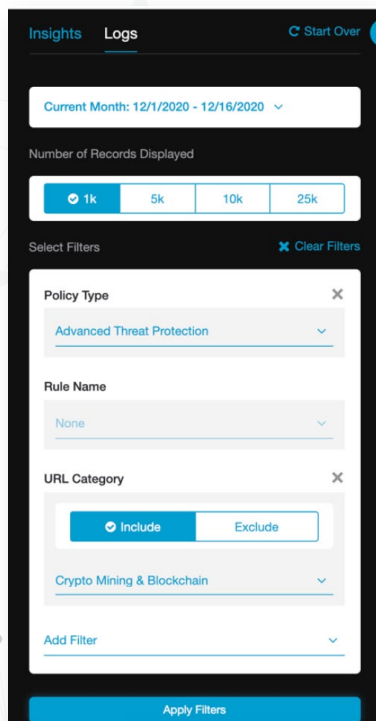 Insights Logs Start Over
Current Month: 12/1/2020 - 12/16/2020
Number of Records Displayed
1k 5k 10k 25k
Select Filters Clear Filters
Policy Type
Advanced Threat Protection
Rule Name
None
URL Category
Include Exclude
Crypto Mining & Blockchain
Add Filter
Apply Filters